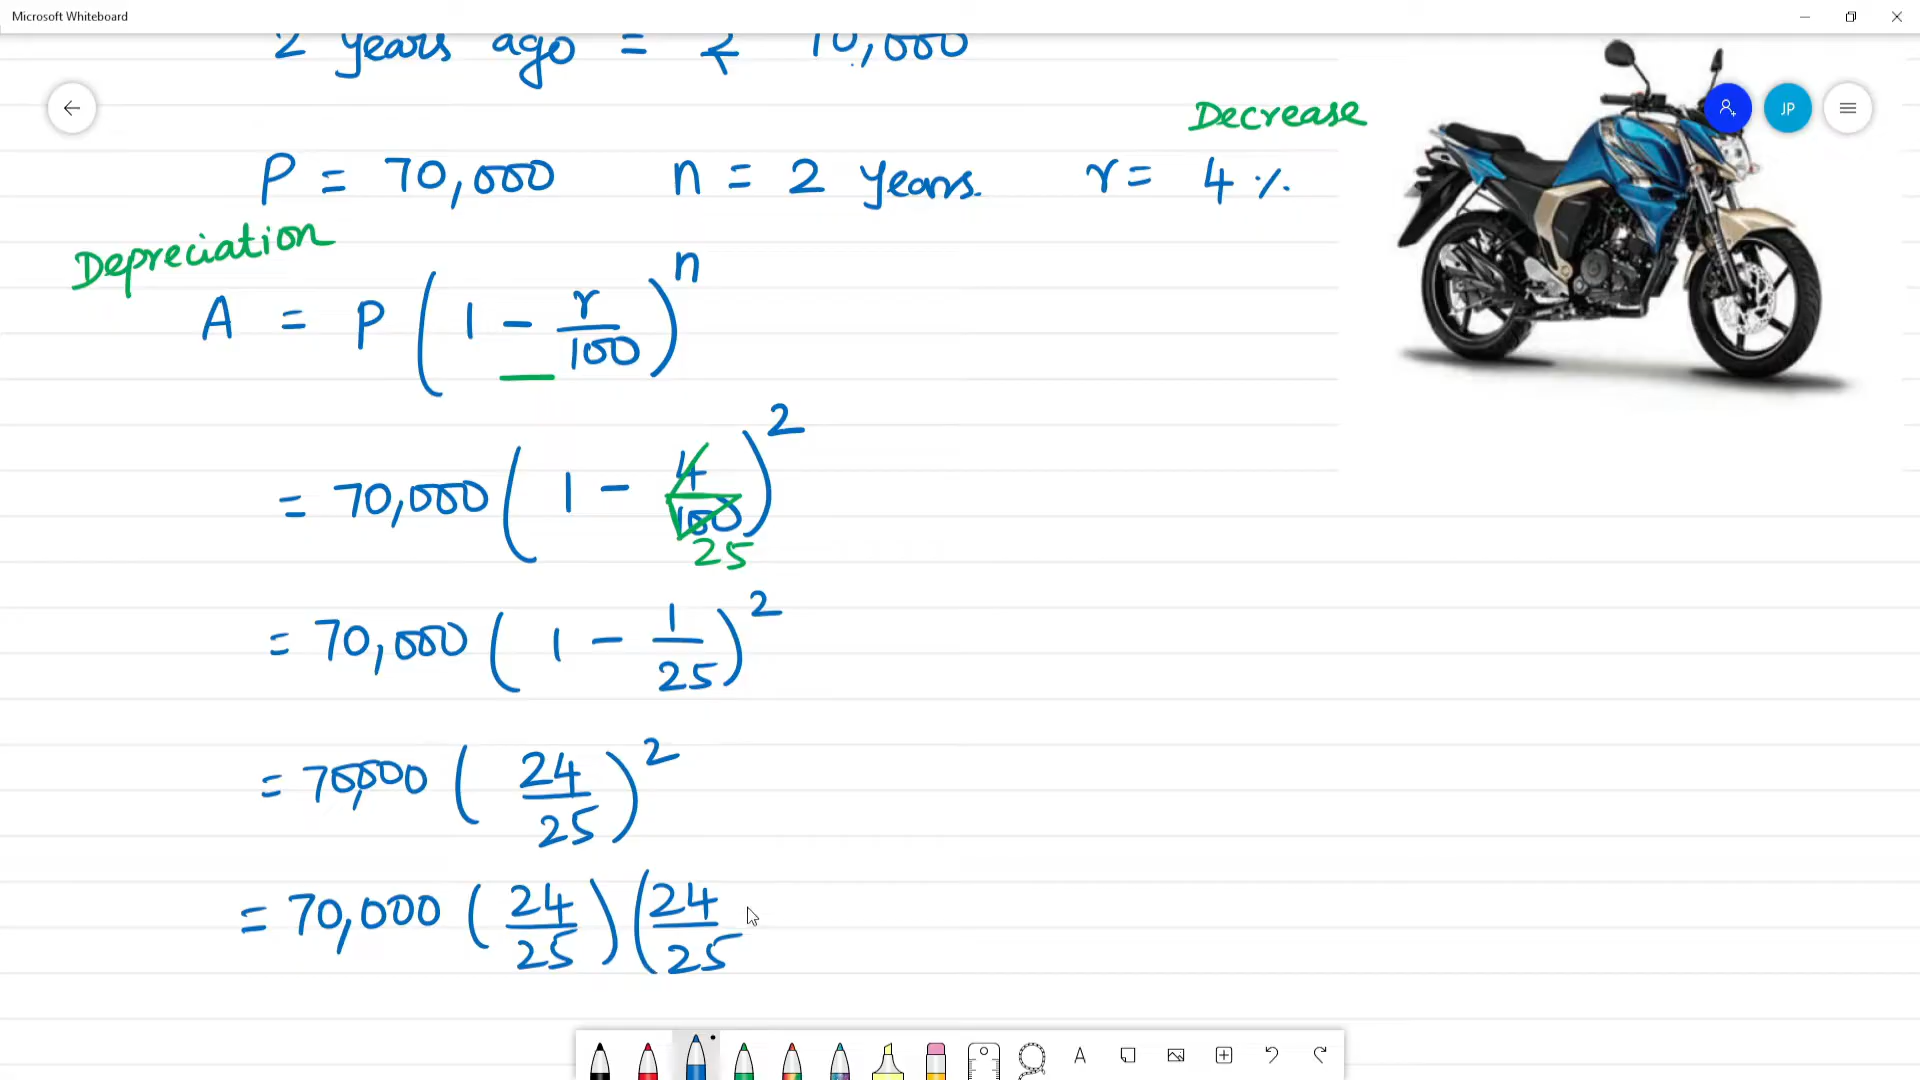 Microsoft Whiteboard
2 years ago = ₹ 70,000
Decrease
JP
P = 70,000 n = 2 years. r = 4 %
Depreciation
A = P ( 1 - r/100 )^n
= 70,000 ( 1 - 4/100 )^2
25
= 70,000 ( 1 - 1/25 )^2
= 70,000 ( 24/25 )^2
= 70,000 ( 24/25 ) ( 24/25
A